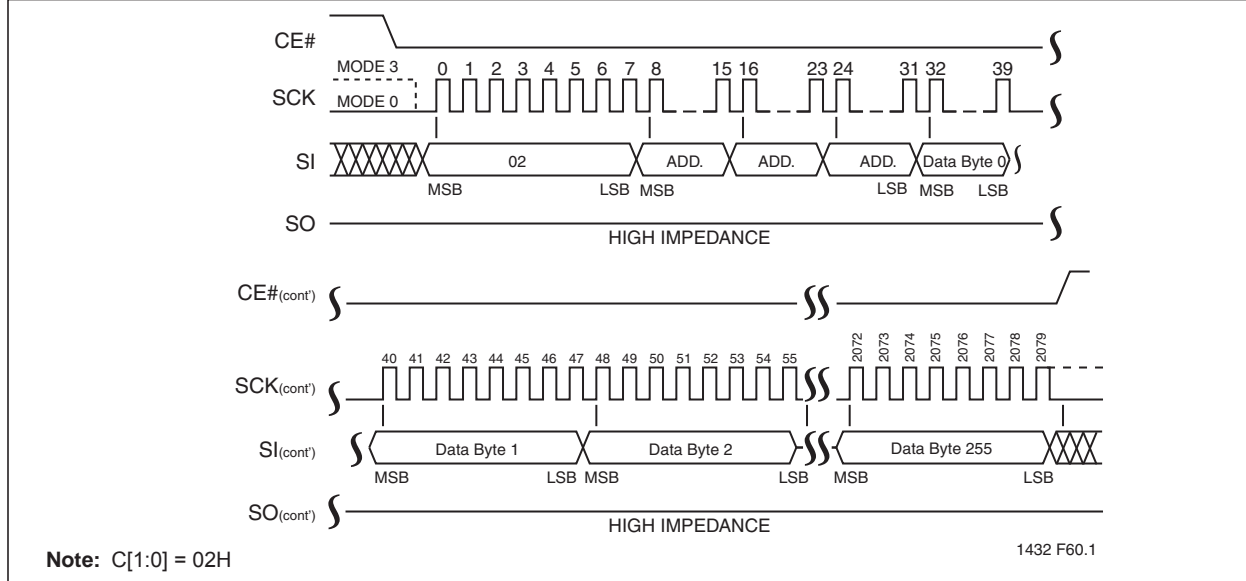 CE#
MODE 3
0 1 2 3 4 5 6 7 8 15 16 23 24 31 32 39
SCK
MODE 0
SI 02 ADD. ADD. ADD. Data Byte 0
MSB LSB MSB LSB MSB LSB
SO
HIGH IMPEDANCE
CE#(cont')
40 41 42 43 44 45 46 47 48 49 50 51 52 53 54 55 2072 2073 2074 2075 2076 2077 2078 2079
SCK(cont')
SI(cont') Data Byte 1 Data Byte 2 Data Byte 255
MSB LSB MSB LSB MSB LSB
SO(cont')
HIGH IMPEDANCE
1432 F60.1
Note: C[1:0] = 02H